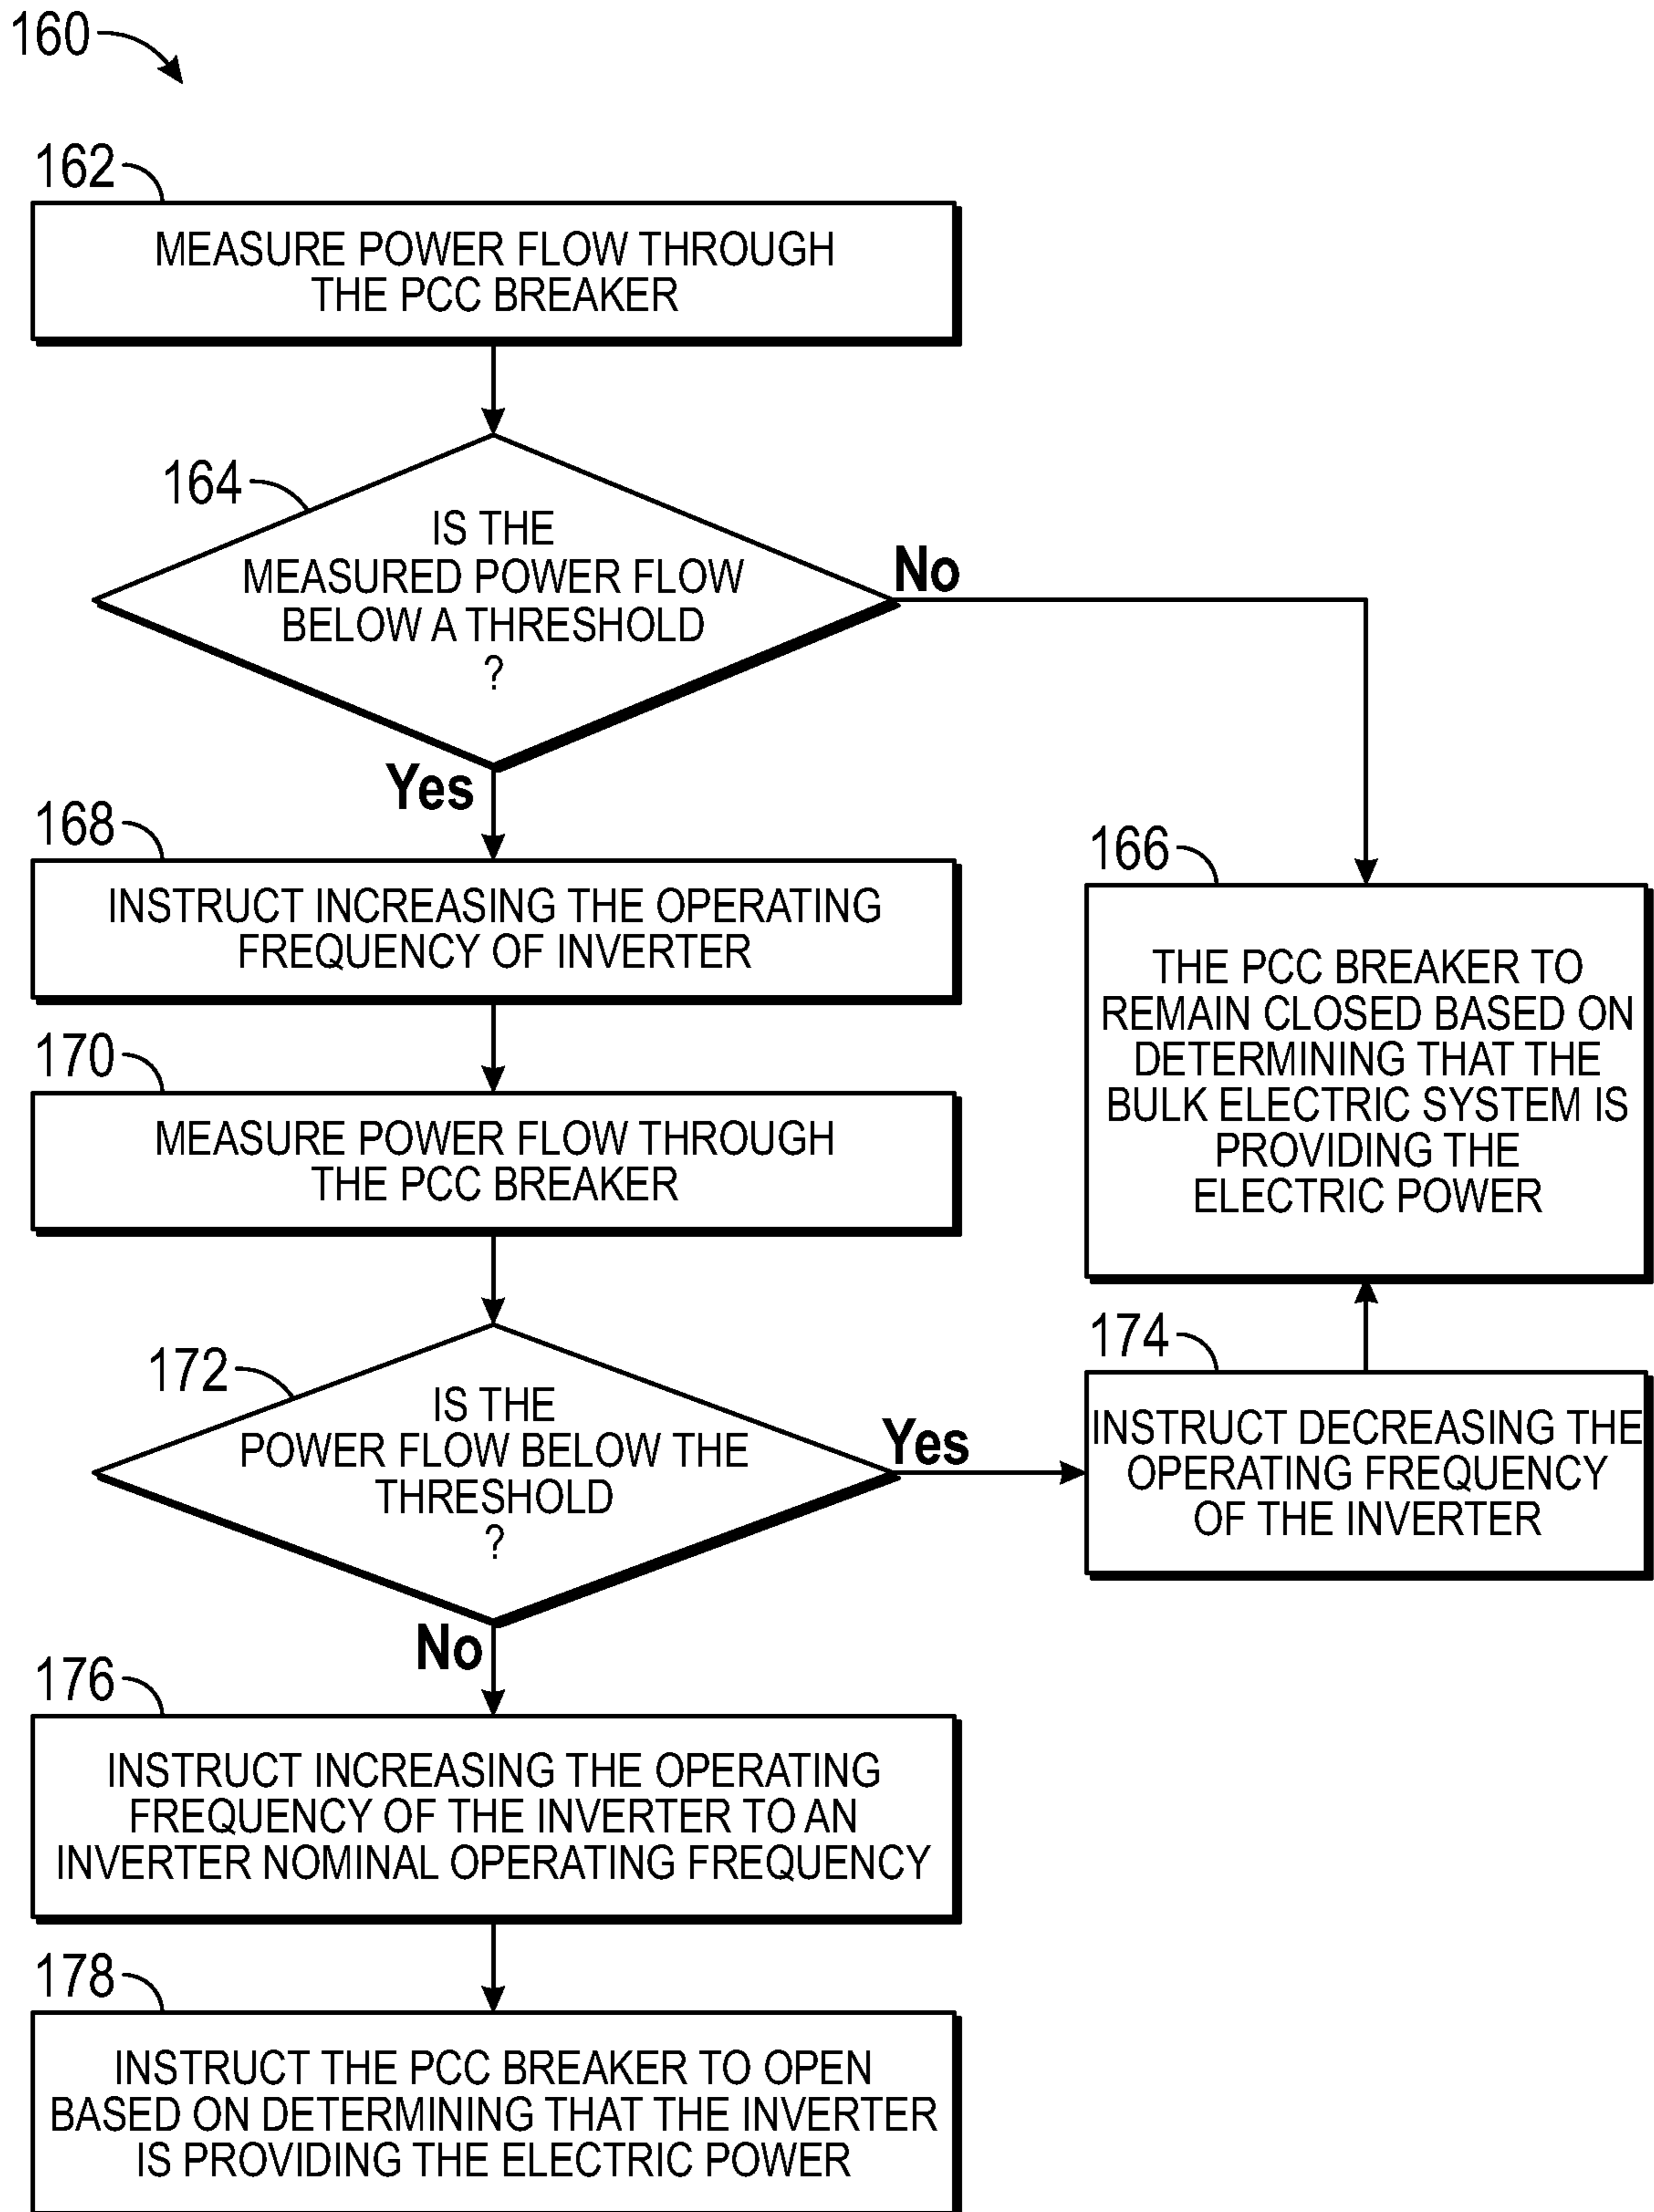 160
162
MEASURE POWER FLOW THROUGH
THE PCC BREAKER
164
IS THE
MEASURED POWER FLOW
BELOW A THRESHOLD
?
No
Yes
168
INSTRUCT INCREASING THE OPERATING
FREQUENCY OF INVERTER
166
THE PCC BREAKER TO
REMAIN CLOSED BASED ON
DETERMINING THAT THE
BULK ELECTRIC SYSTEM IS
PROVIDING THE
ELECTRIC POWER
170
MEASURE POWER FLOW THROUGH
THE PCC BREAKER
172
IS THE
POWER FLOW BELOW THE
THRESHOLD
?
Yes
174
INSTRUCT DECREASING THE
OPERATING FREQUENCY
OF THE INVERTER
No
176
INSTRUCT INCREASING THE OPERATING
FREQUENCY OF THE INVERTER TO AN
INVERTER NOMINAL OPERATING FREQUENCY
178
INSTRUCT THE PCC BREAKER TO OPEN
BASED ON DETERMINING THAT THE INVERTER
IS PROVIDING THE ELECTRIC POWER